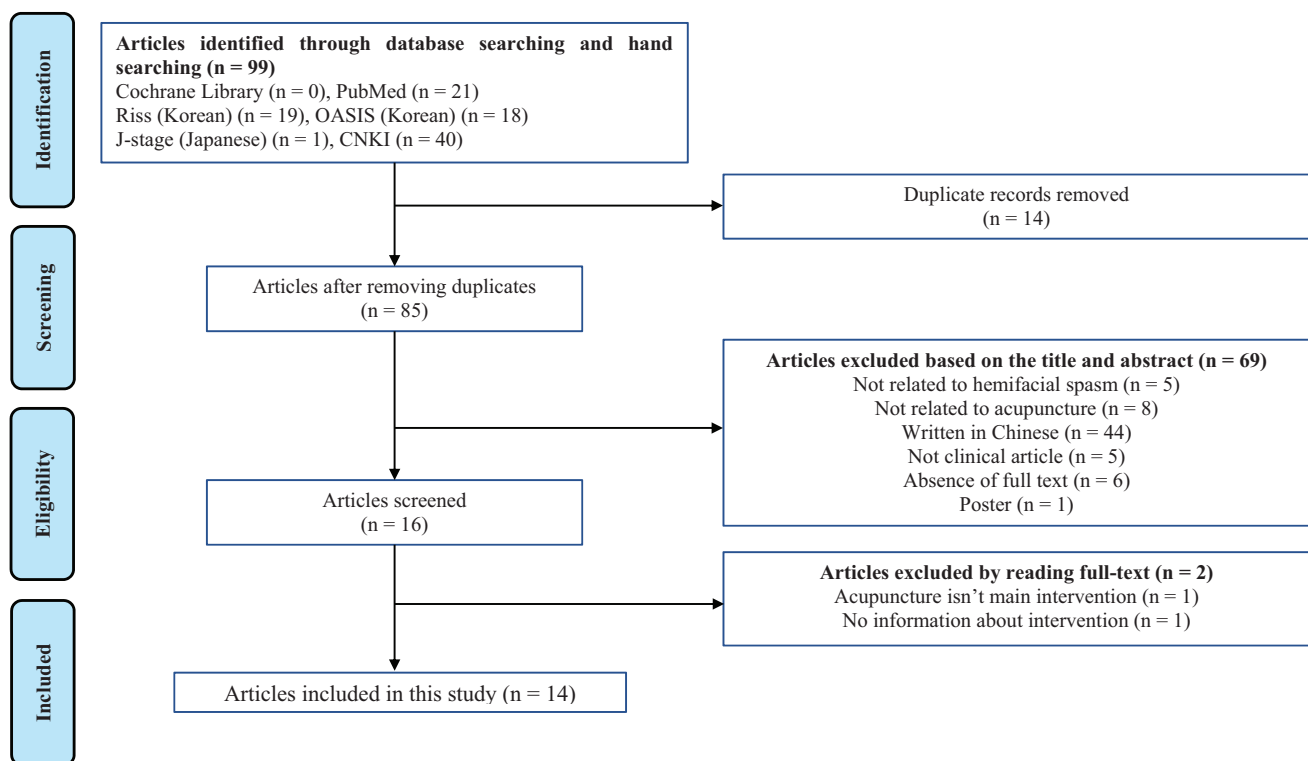 Identification
Articles identified through database searching and hand
searching (n = 99)
Cochrane Library (n = 0), PubMed (n = 21)
Riss (Korean) (n = 19), OASIS (Korean) (n = 18)
J-stage (Japanese) (n = 1), CNKI (n = 40)
Duplicate records removed
(n = 14)
Screening
Articles after removing duplicates
(n = 85)
Articles excluded based on the title and abstract (n = 69)
Not related to hemifacial spasm (n = 5)
Not related to acupuncture (n = 8)
Written in Chinese (n = 44)
Not clinical article (n = 5)
Absence of full text (n = 6)
Poster (n = 1)
Eligibility
Articles screened
(n = 16)
Articles excluded by reading full-text (n = 2)
Acupuncture isn’t main intervention (n = 1)
No information about intervention (n = 1)
Included
Articles included in this study (n = 14)